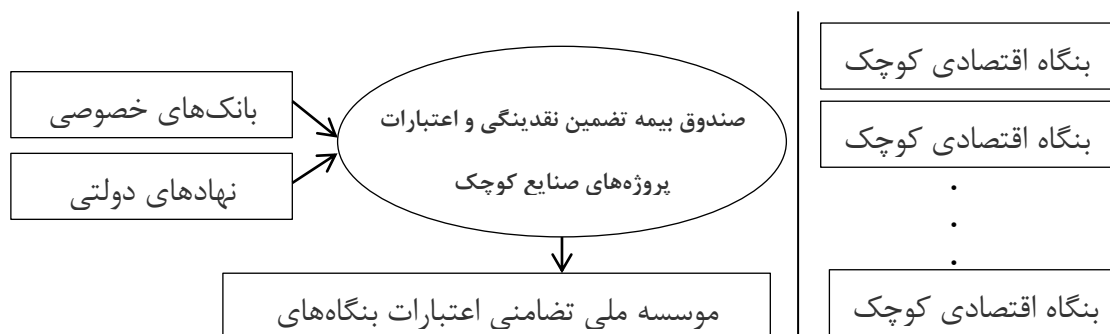 بنگاه اقتصادی کوچک
بنگاه اقتصادی کوچک
.
.
.
بنگاه اقتصادی کوچک
صندوق بیمه تضمین نقدینگی و اعتبارات
پروژه‌های صنایع کوچک
بانک‌های خصوصی
نهادهای دولتی
موسسه ملی تضامنی اعتبارات بنگاه‌های